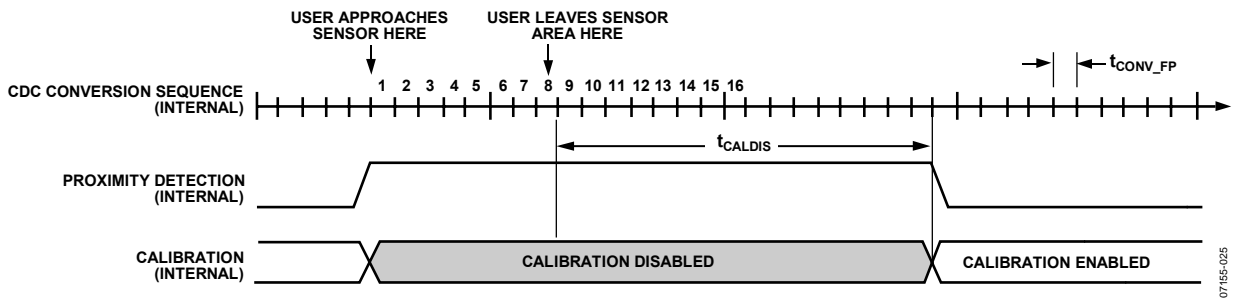 USER APPROACHES
SENSOR HERE
USER LEAVES SENSOR
AREA HERE
tCONV_FP
CDC CONVERSION SEQUENCE
(INTERNAL)
1 2 3 4 5 6 7 8 9 10 11 12 13 14 15 16
tCALDIS
PROXIMITY DETECTION
(INTERNAL)
CALIBRATION
(INTERNAL)
CALIBRATION DISABLED
CALIBRATION ENABLED
07155-025